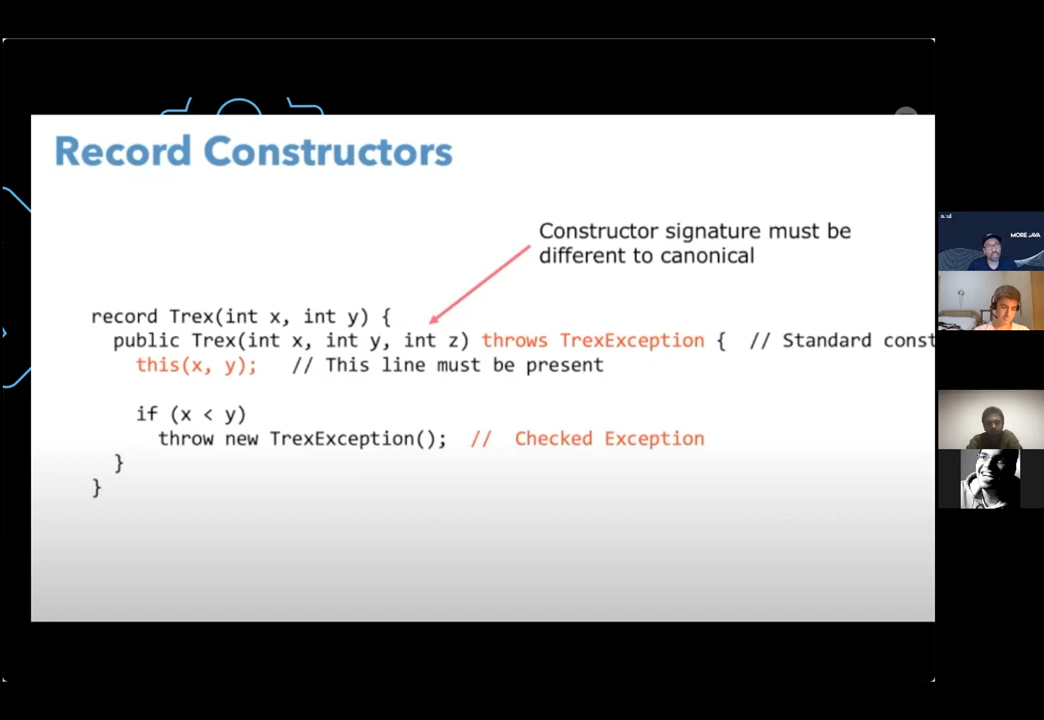 Record Constructors
Constructor signature must be
different to canonical
record Trex(int x, int y) {
public Trex(int x, int y, int z) throws TrexException { // Standard const
this(x, y); // This line must be present
if (x < y)
throw new TrexException(); // Checked Exception
}
}
MORE JAVA